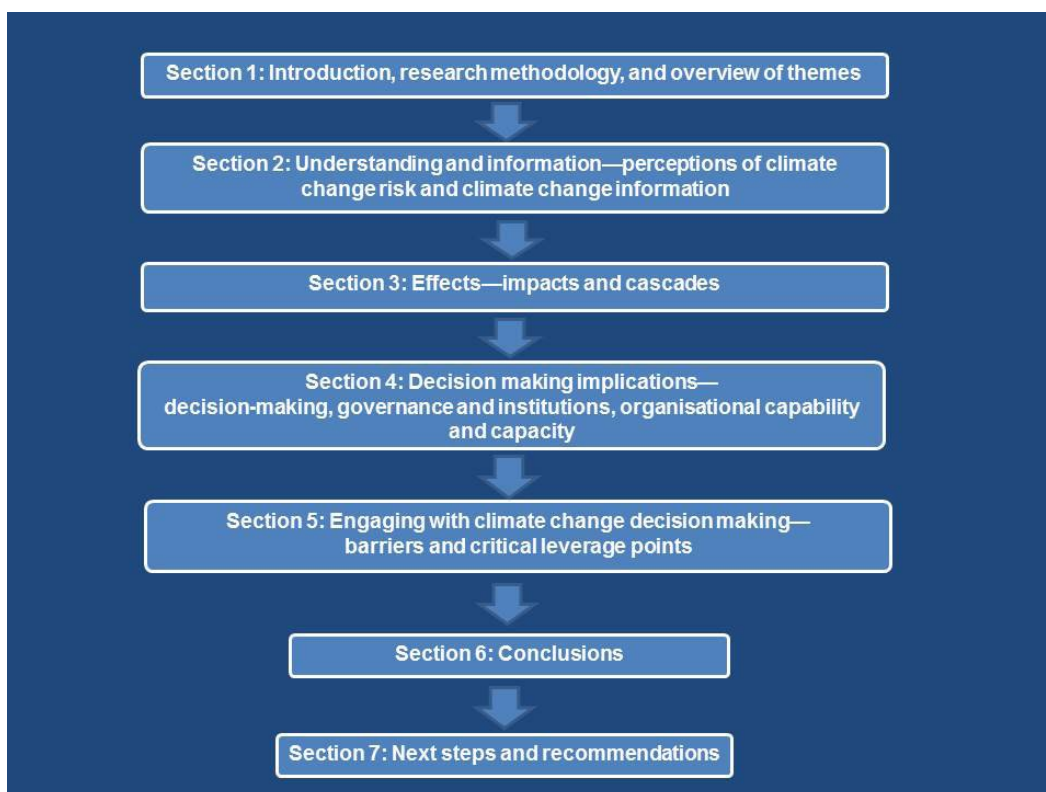 Section 1: Introduction, research methodology, and overview of themes
Section 2: Understanding and information—perceptions of climate
change risk and climate change information
Section 3: Effects—impacts and cascades
Section 4: Decision making implications—
decision-making, governance and institutions, organisational capability
and capacity
Section 5: Engaging with climate change decision making—
barriers and critical leverage points
Section 6: Conclusions
Section 7: Next steps and recommendations